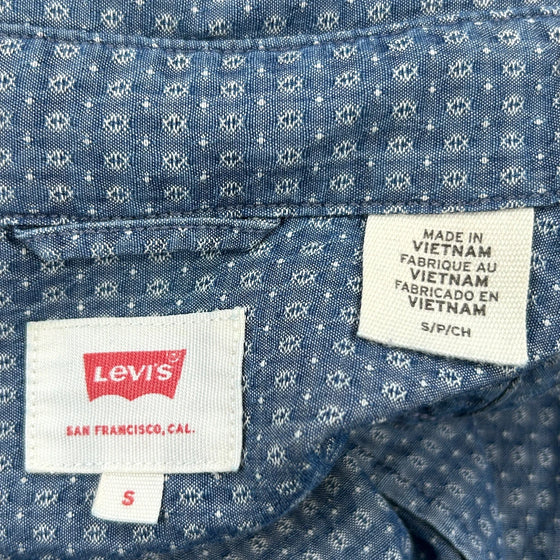 MADE IN
VIETNAM
FABRIQUE AU
VIETNAM
FABRICADO EN
VIETNAM
S/P/CH
LEVI'S
SAN FRANCISCO, CAL.
S